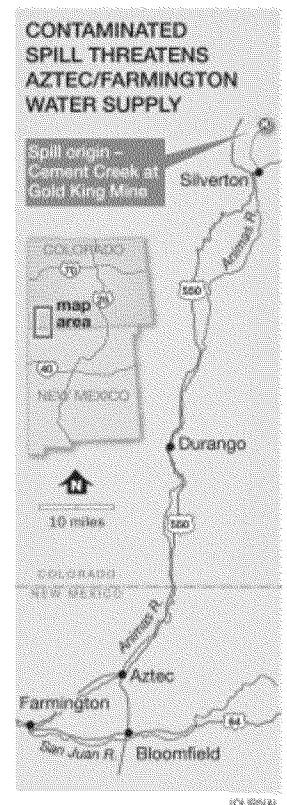 CONTAMINATED
SPILL THREATENS
AZTEC/FARMINGTON
WATER SUPPLY
Spill origin –
Cement Creek at
Gold King Mine
Silverton
Animas R.
COLORADO
70
550
25
map
area
40
NEW MEXICO
Durango
N
10 miles
550
COLORADO
NEW MEXICO
Animas R.
Aztec
Farmington
64
San Juan R.
Bloomfield
JOURNAL